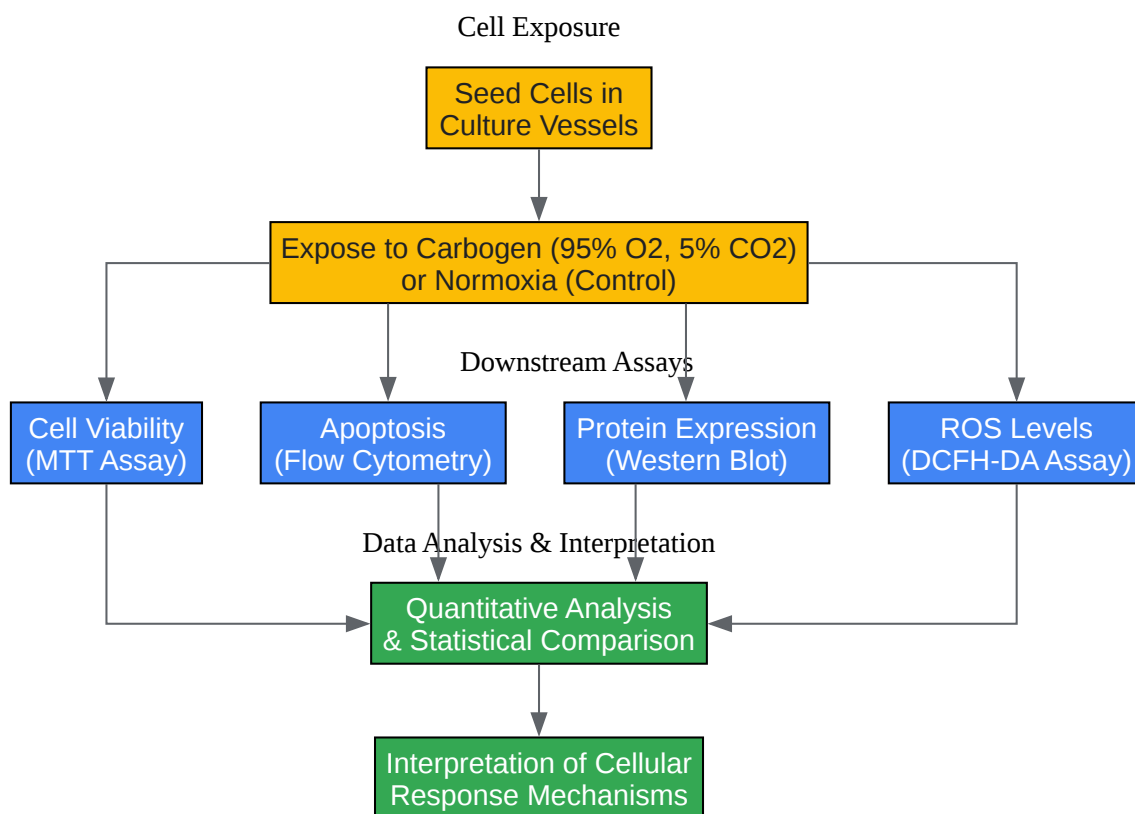 Cell Exposure
Seed Cells in
Culture Vessels
Expose to Carbogen (95% O2, 5% CO2)
or Normoxia (Control)
Downstream Assays
Cell Viability
(MTT Assay)
Apoptosis
(Flow Cytometry)
Protein Expression
(Western Blot)
ROS Levels
(DCFH-DA Assay)
Data Analysis & Interpretation
Quantitative Analysis
& Statistical Comparison
Interpretation of Cellular
Response Mechanisms